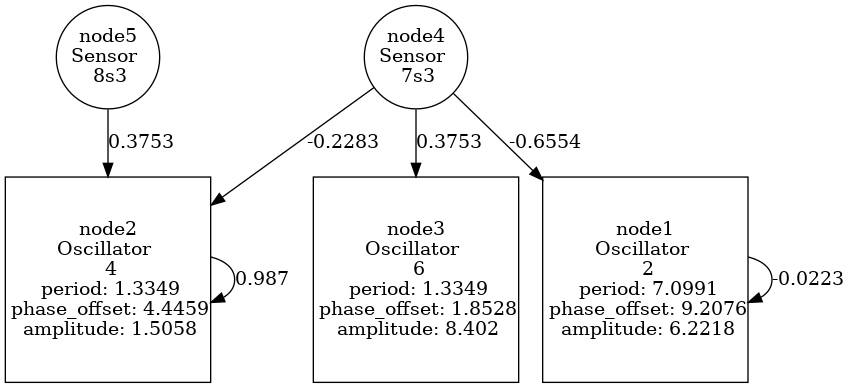 node5
Sensor
8s3
node4
Sensor
7s3
0.3753
-0.2283
0.3753
-0.6554
node2
Oscillator
4
period: 1.3349
phase_offset: 4.4459
amplitude: 1.5058
0.987
node3
Oscillator
6
period: 1.3349
phase_offset: 1.8528
amplitude: 8.402
node1
Oscillator
2
period: 7.0991
phase_offset: 9.2076
amplitude: 6.2218
-0.0223